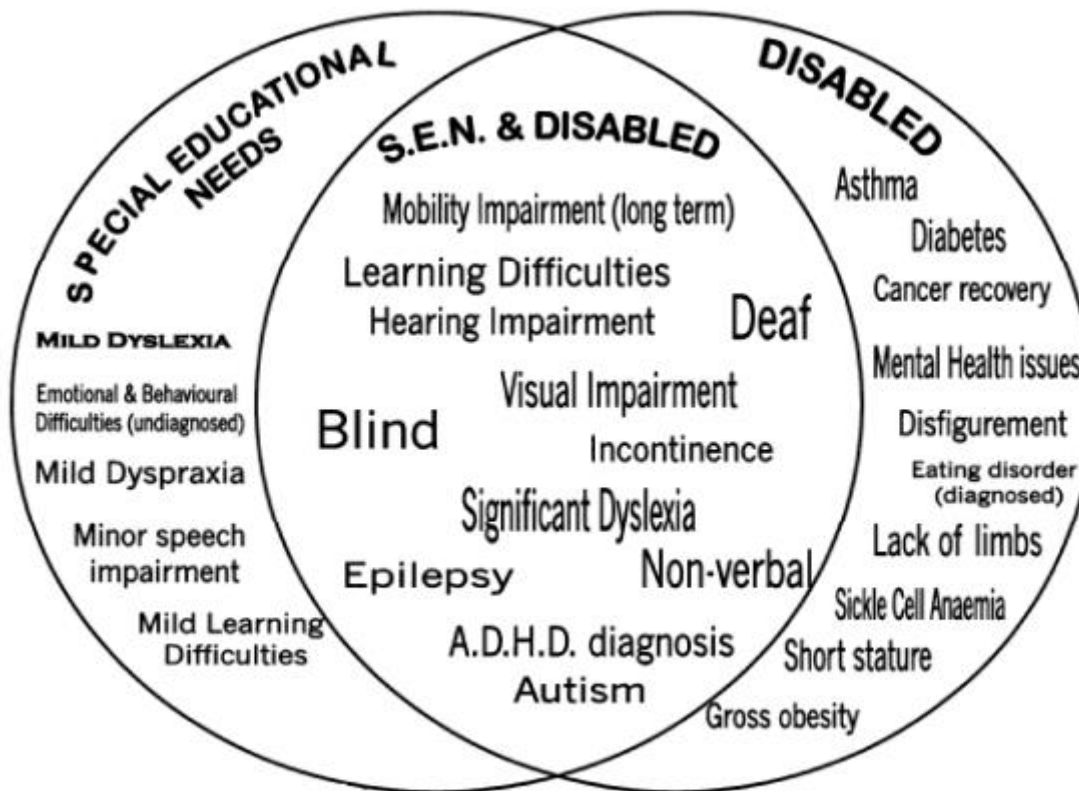 SPECIAL EDUCATIONAL
NEEDS
MILD DYSLEXIA
Emotional & Behavioural
Difficulties (undiagnosed)
Mild Dyspraxia
Minor speech
impairment
Mild Learning
Difficulties
S.E.N. & DISABLED
Mobility Impairment (long term)
Learning Difficulties
Hearing Impairment
Deaf
Visual Impairment
Blind
Incontinence
Significant Dyslexia
Epilepsy
Non-verbal
A.D.H.D. diagnosis
Autism
DISABLED
Asthma
Diabetes
Cancer recovery
Mental Health issues
Disfigurement
Eating disorder
(diagnosed)
Lack of limbs
Sickle Cell Anaemia
Short stature
Gross obesity